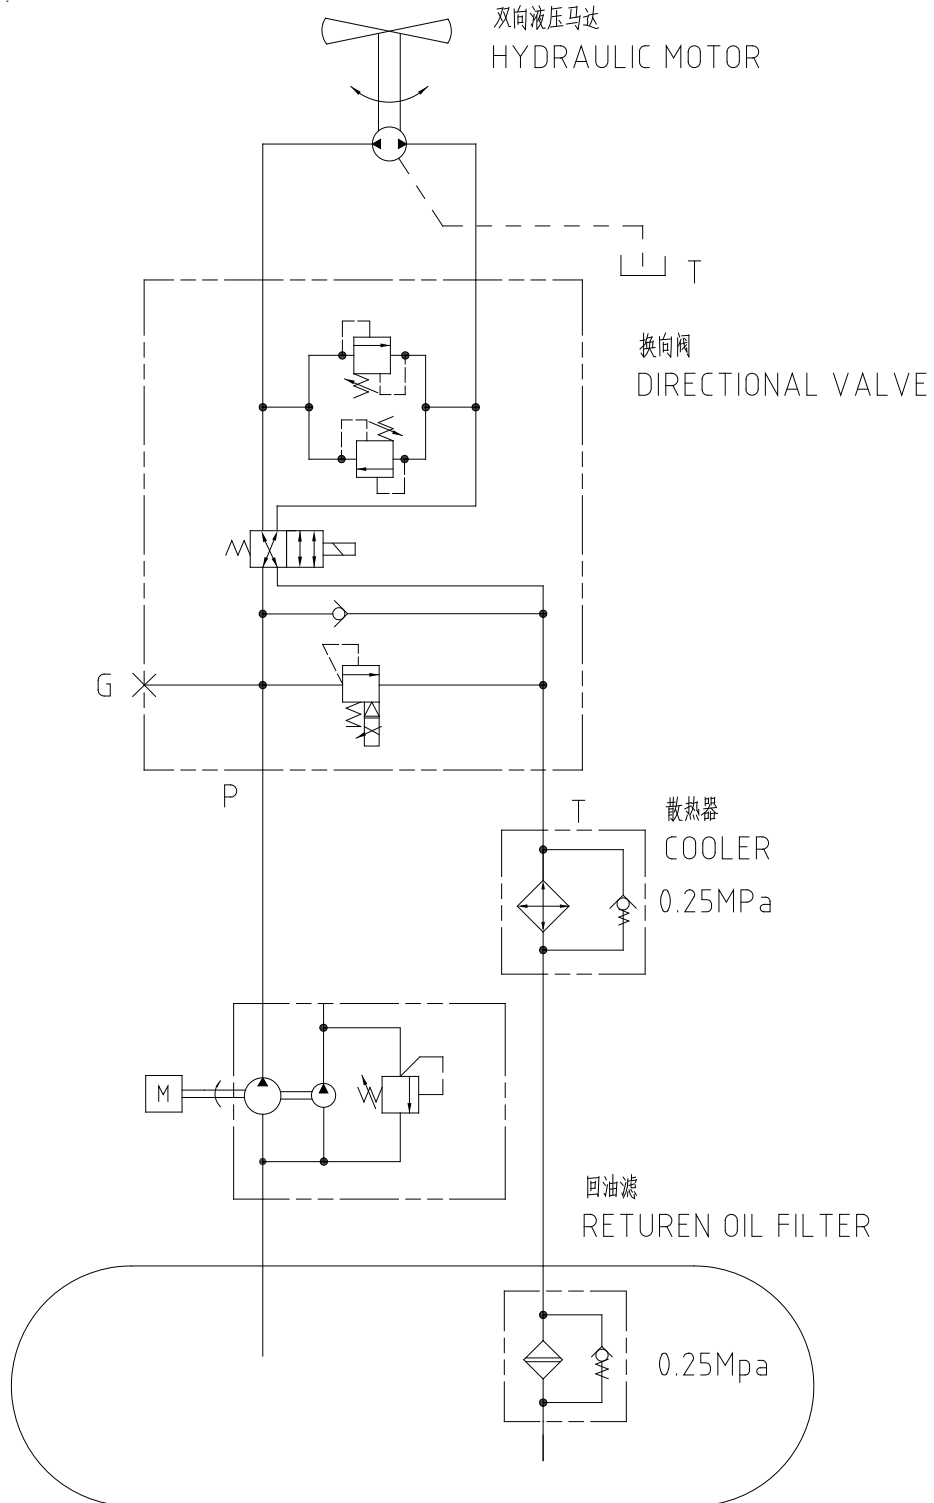 双向液压马达
HYDRAULIC MOTOR
T
换向阀
DIRECTIONAL VALVE
G
P
T
散热器
COOLER
0.25MPa
M
回油滤
RETUREN OIL FILTER
0.25Mpa